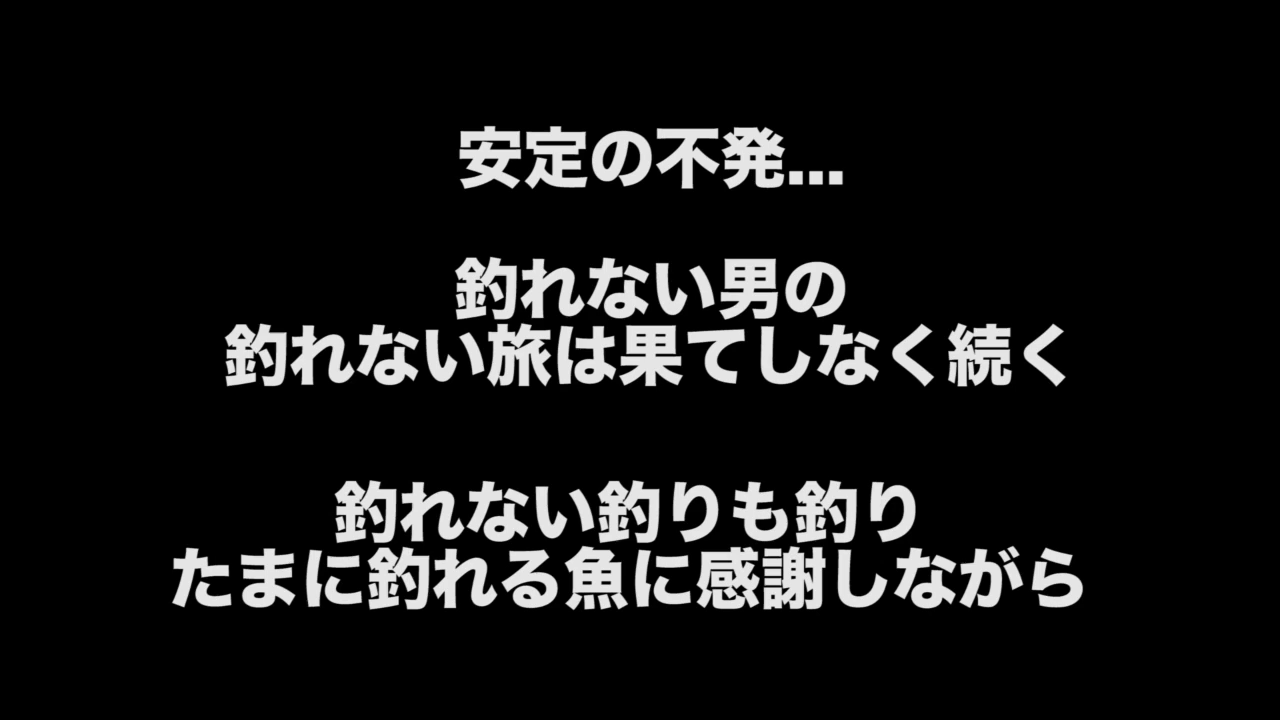 安定の不発...
釣れない男の
釣れない旅は果てしなく続く
釣れない釣りも釣り
たまに釣れる魚に感謝しながら